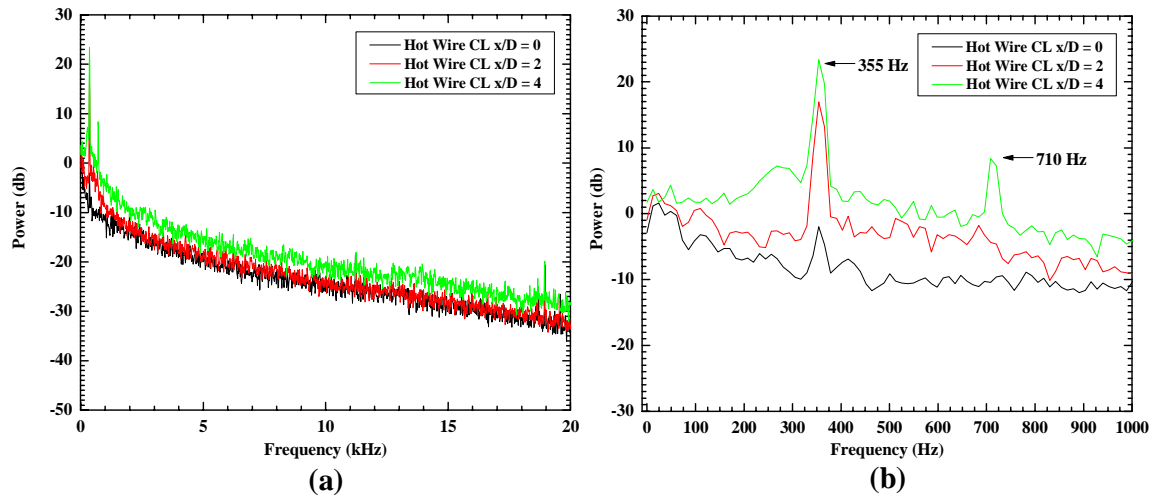 30
20
10
0
-10
-20
-30
-40
-50
Power (db)
Hot Wire CL x/D = 0
Hot Wire CL x/D = 2
Hot Wire CL x/D = 4
0 5 10 15 20
Frequency (kHz)
(a)
30
20
10
0
-10
-20
-30
Power (db)
Hot Wire CL x/D = 0
Hot Wire CL x/D = 2
Hot Wire CL x/D = 4
355 Hz
710 Hz
0 100 200 300 400 500 600 700 800 900 1000
Frequency (Hz)
(b)